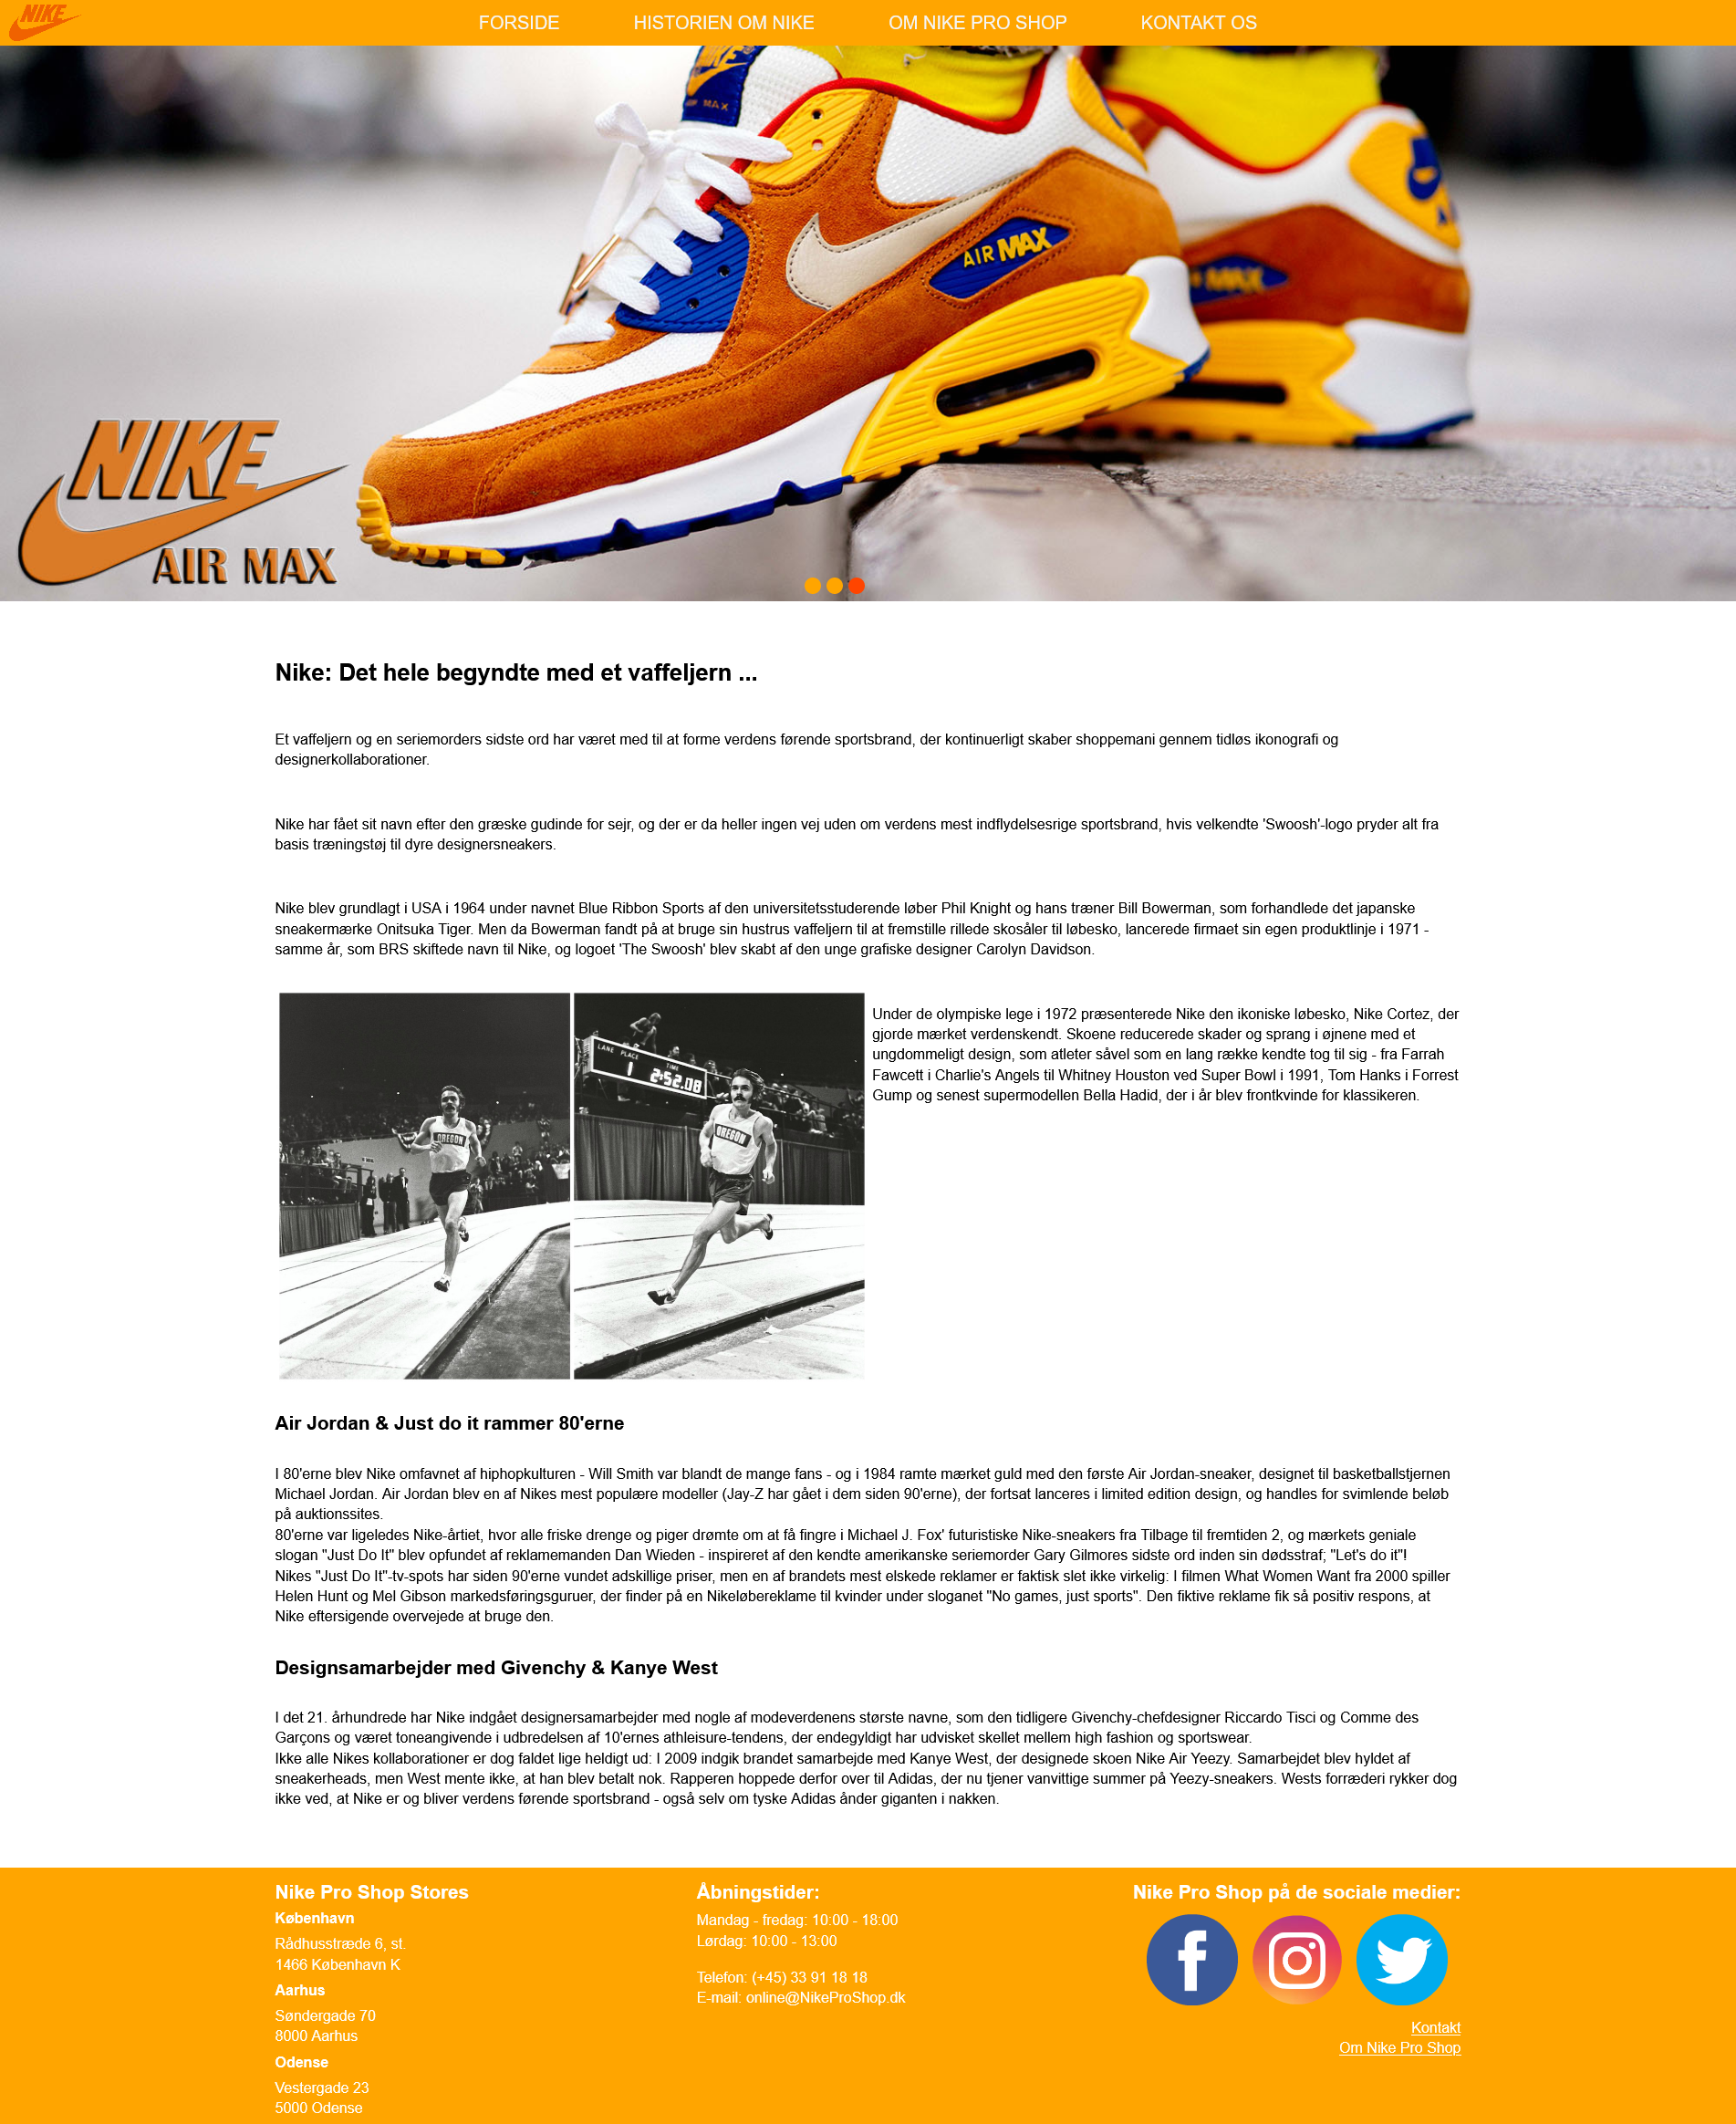 NIKE
FORSIDE
HISTORIEN OM NIKE
OM NIKE PRO SHOP
KONTAKT OS
AIR MAX
AIR MAX
MAX
NIKE
AIR MAX
Nike: Det hele begyndte med et vaffeljern ...
Et vaffeljern og en seriemorders sidste ord har været med til at forme verdens førende sportsbrand, der kontinuerligt skaber shoppemani gennem tidløs ikonografi og
designerkollaborationer.
Nike har fået sit navn efter den græske gudinde for sejr, og der er da heller ingen vej uden om verdens mest indflydelsesrige sportsbrand, hvis velkendte 'Swoosh'-logo pryder alt fra
basis træningstøj til dyre designersneakers.
Nike blev grundlagt i USA i 1964 under navnet Blue Ribbon Sports af den universitetsstuderende løber Phil Knight og hans træner Bill Bowerman, som forhandlede det japanske
sneakermærke Onitsuka Tiger. Men da Bowerman fandt på at bruge sin hustrus vaffeljern til at fremstille rillede skosåler til løbesko, lancerede firmaet sin egen produktlinje i 1971 -
samme år, som BRS skiftede navn til Nike, og logoet 'The Swoosh' blev skabt af den unge grafiske designer Carolyn Davidson.
OREGON
LANE PLACE TIME
1 2:52.08
OREGON
Under de olympiske lege i 1972 præsenterede Nike den ikoniske løbesko, Nike Cortez, der
gjorde mærket verdenskendt. Skoene reducerede skader og sprang i øjnene med et
ungdommeligt design, som atleter såvel som en lang række kendte tog til sig - fra Farrah
Fawcett i Charlie's Angels til Whitney Houston ved Super Bowl i 1991, Tom Hanks i Forrest
Gump og senest supermodellen Bella Hadid, der i år blev frontkvinde for klassikeren.
Air Jordan & Just do it rammer 80'erne
I 80'erne blev Nike omfavnet af hiphopkulturen - Will Smith var blandt de mange fans - og i 1984 ramte mærket guld med den første Air Jordan-sneaker, designet til basketballstjernen
Michael Jordan. Air Jordan blev en af Nikes mest populære modeller (Jay-Z har gået i dem siden 90'erne), der fortsat lanceres i limited edition design, og handles for svimlende beløb
på auktionssites.
80'erne var ligeledes Nike-årtiet, hvor alle friske drenge og piger drømte om at få fingre i Michael J. Fox' futuristiske Nike-sneakers fra Tilbage til fremtiden 2, og mærkets geniale
slogan "Just Do It" blev opfundet af reklamemanden Dan Wieden - inspireret af den kendte amerikanske seriemorder Gary Gilmores sidste ord inden sin dødsstraf; "Let's do it"!
Nikes "Just Do It"-tv-spots har siden 90'erne vundet adskillige priser, men en af brandets mest elskede reklamer er faktisk slet ikke virkelig: I filmen What Women Want fra 2000 spiller
Helen Hunt og Mel Gibson markedsføringsguruer, der finder på en Nikeløbereklame til kvinder under sloganet "No games, just sports". Den fiktive reklame fik så positiv respons, at
Nike eftersigende overvejede at bruge den.
Designsamarbejder med Givenchy & Kanye West
I det 21. århundrede har Nike indgået designersamarbejder med nogle af modeverdenens største navne, som den tidligere Givenchy-chefdesigner Riccardo Tisci og Comme des
Garçons og været toneangivende i udbredelsen af 10'ernes athleisure-tendens, der endegyldigt har udvisket skellet mellem high fashion og sportswear.
Ikke alle Nikes kollaborationer er dog faldet lige heldigt ud: I 2009 indgik brandet samarbejde med Kanye West, der designede skoen Nike Air Yeezy. Samarbejdet blev hyldet af
sneakerheads, men West mente ikke, at han blev betalt nok. Rapperen hoppede derfor over til Adidas, der nu tjener vanvittige summer på Yeezy-sneakers. Wests forræderi rykker dog
ikke ved, at Nike er og bliver verdens førende sportsbrand - også selv om tyske Adidas ånder giganten i nakken.
Nike Pro Shop Stores
København
Rådhusstræde 6, st.
1466 København K
Aarhus
Søndergade 70
8000 Aarhus
Odense
Vestergade 23
5000 Odense
Åbningstider:
Mandag - fredag: 10:00 - 18:00
Lørdag: 10:00 - 13:00
Telefon: (+45) 33 91 18 18
E-mail: online@NikeProShop.dk
Nike Pro Shop på de sociale medier:
Kontakt
Om Nike Pro Shop